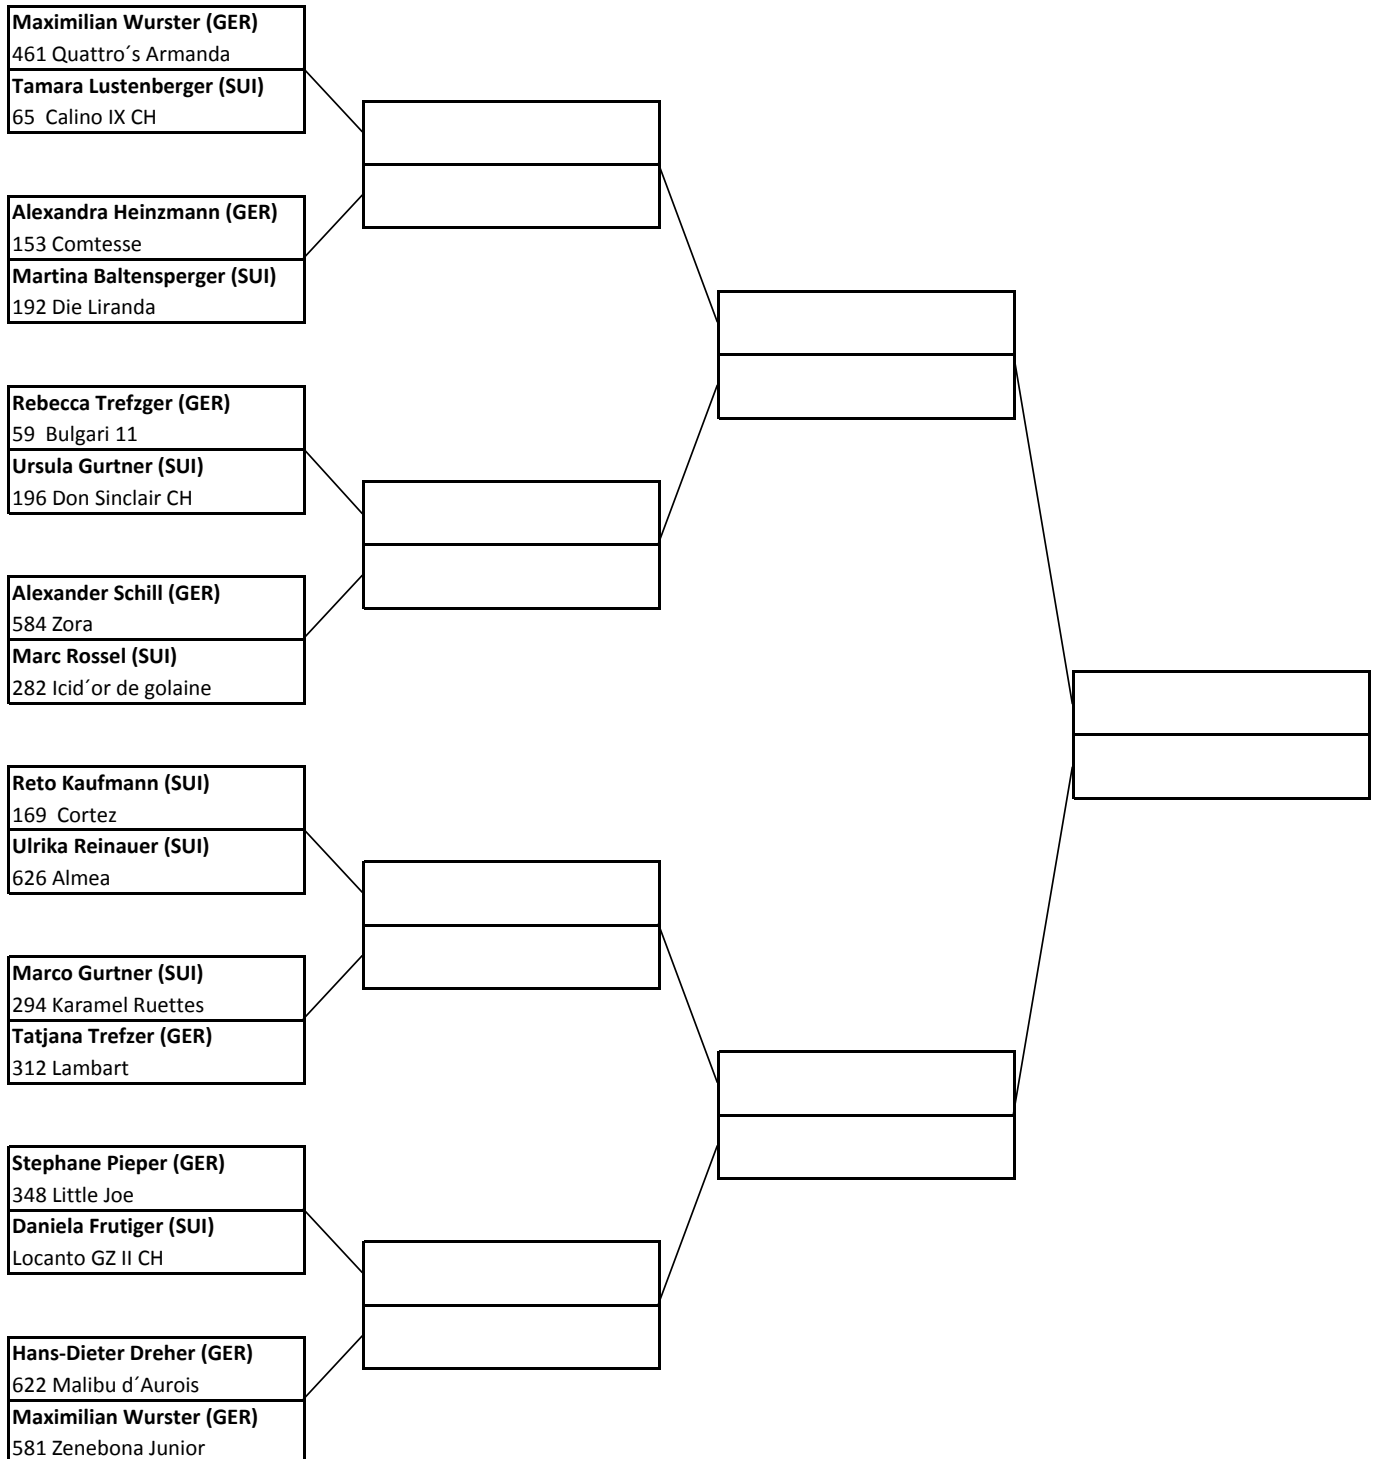 Maximilian Wurster (GER)
461 Quattro´s Armanda
Tamara Lustenberger (SUI)
65  Calino IX CH
Alexandra Heinzmann (GER)
153 Comtesse
Martina Baltensperger (SUI)
192 Die Liranda
Rebecca Trefzger (GER)
59  Bulgari 11
Ursula Gurtner (SUI)
196 Don Sinclair CH
Alexander Schill (GER)
584 Zora
Marc Rossel (SUI)
282 Icid´or de golaine
Reto Kaufmann (SUI)
169  Cortez
Ulrika Reinauer (SUI)
626 Almea
Marco Gurtner (SUI)
294 Karamel Ruettes
Tatjana Trefzer (GER)
312 Lambart
Stephane Pieper (GER)
348 Little Joe
Daniela Frutiger (SUI)
Locanto GZ II CH
Hans-Dieter Dreher (GER)
622 Malibu d´Aurois
Maximilian Wurster (GER)
581 Zenebona Junior